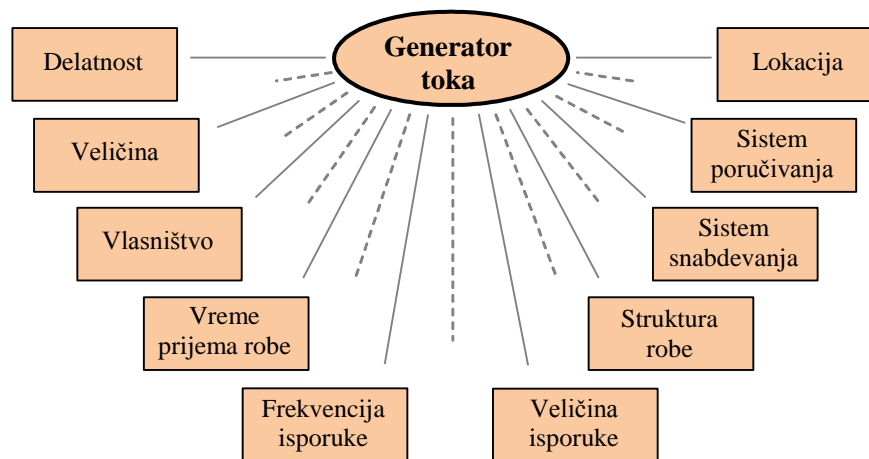 Generator
toka
Delatnost
Veličina
Vlasništvo
Vreme
prijema robe
Frekvencija
isporuke
Veličina
isporuke
Struktura
robe
Sistem
snabdevanja
Sistem
poručivanja
Lokacija